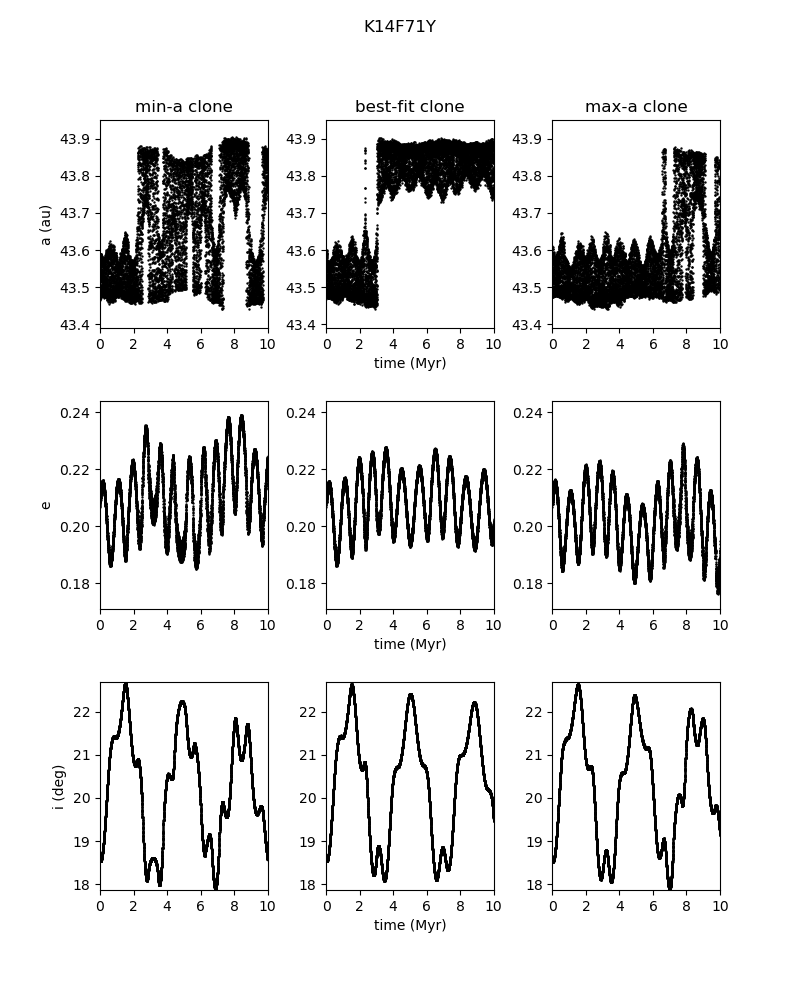 K14F71Y
min-a clone best-fit clone max-a clone
43.9 43.9 43.9
43.8 43.8 43.8
43.7 43.7 43.7
a (au)
43.6 43.6 43.6
43.5 43.5 43.5
43.4 43.4 43.4
0 2 4 6 8 10 0 2 4 6 8 10 0 2 4 6 8 10
time (Myr)
0.24 0.24 0.24
0.22 0.22 0.22
e
0.20 0.20 0.20
0.18 0.18 0.18
0 2 4 6 8 10 0 2 4 6 8 10 0 2 4 6 8 10
time (Myr)
22 22 22
21 21 21
i (deg)
20 20 20
19 19 19
18 18 18
0 2 4 6 8 10 0 2 4 6 8 10 0 2 4 6 8 10
time (Myr)